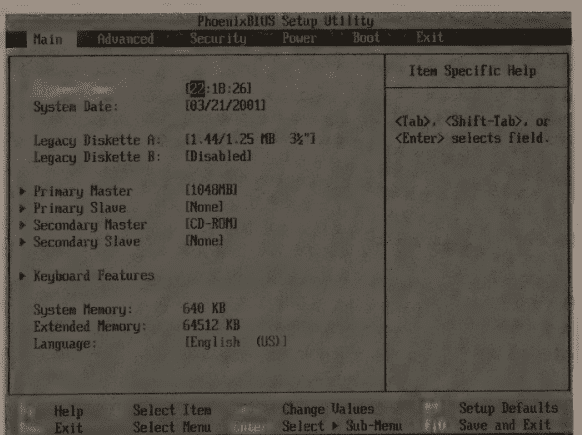 PhoenixBIOS Setup Utility
Main Advanced Security Power Boot Exit
Item Specific Help
[22:18:26]
System Date: [03/21/2001]
<Tab>, <Shift-Tab>, or
<Enter> selects field.
Legacy Diskette A: [1.44/1.25 MB 3½"]
Legacy Diskette B: [Disabled]
▶ Primary Master [1048MB]
▶ Primary Slave [None]
▶ Secondary Master [CD-ROM]
▶ Secondary Slave [None]
▶ Keyboard Features
System Memory: 640 KB
Extended Memory: 64512 KB
Language: [English (US)]
Help Select Item Change Values Setup Defaults
Exit Select Menu Enter Select ▶ Sub-Menu F10 Save and Exit